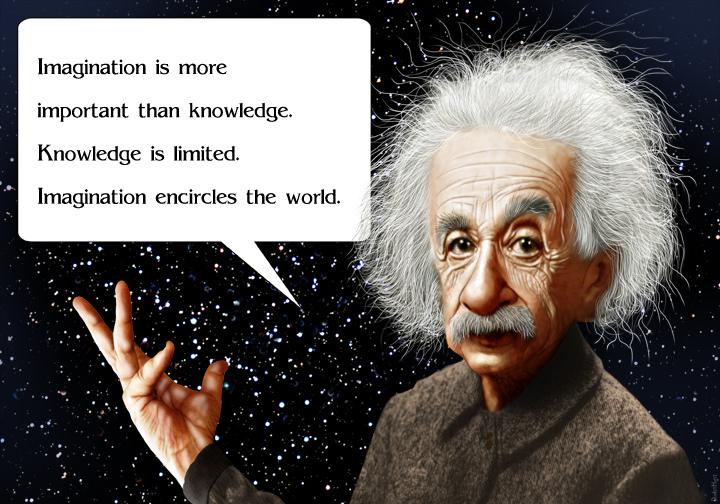 Imagination is more
important than knowledge.
Knowledge is limited.
Imagination encircles the world.